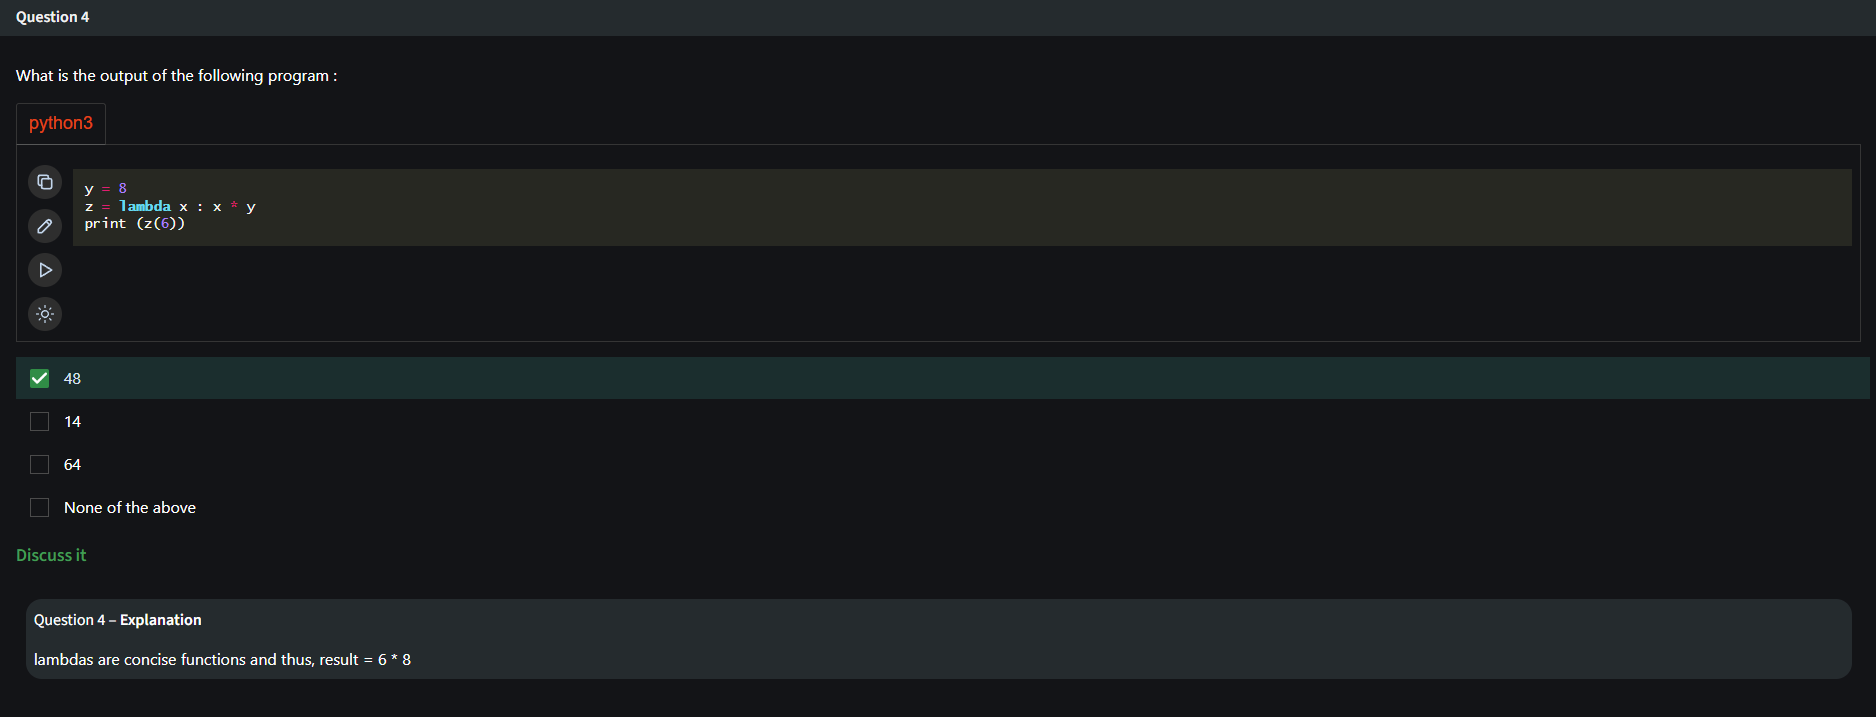 Question 4
What is the output of the following program :
python3
y = 8
z = lambda x : x * y
print (z(6))
48
14
64
None of the above
Discuss it
Question 4 – Explanation
lambdas are concise functions and thus, result = 6 * 8